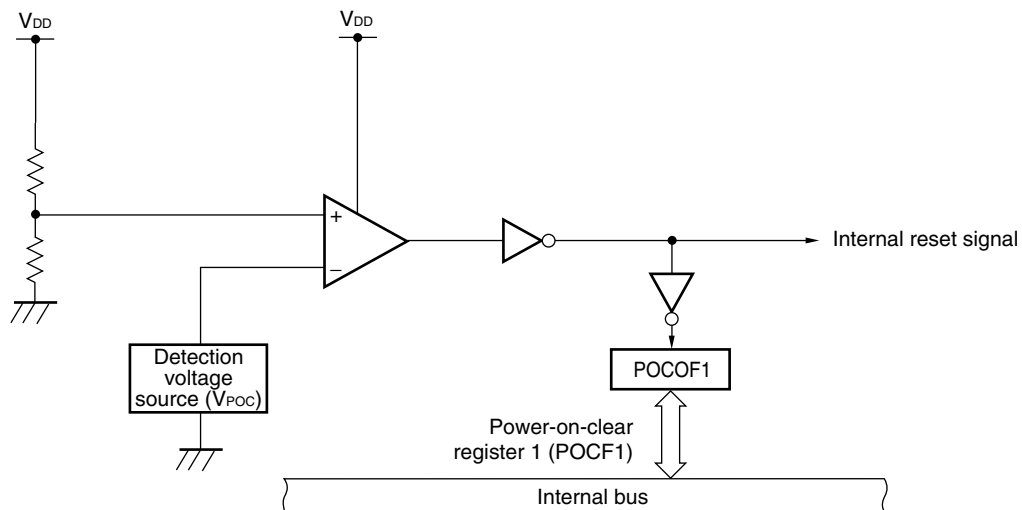 VDD
VDD
+
−
Internal reset signal
Detection
voltage
source (VPOC)
POCOF1
Power-on-clear
register 1 (POCF1)
Internal bus